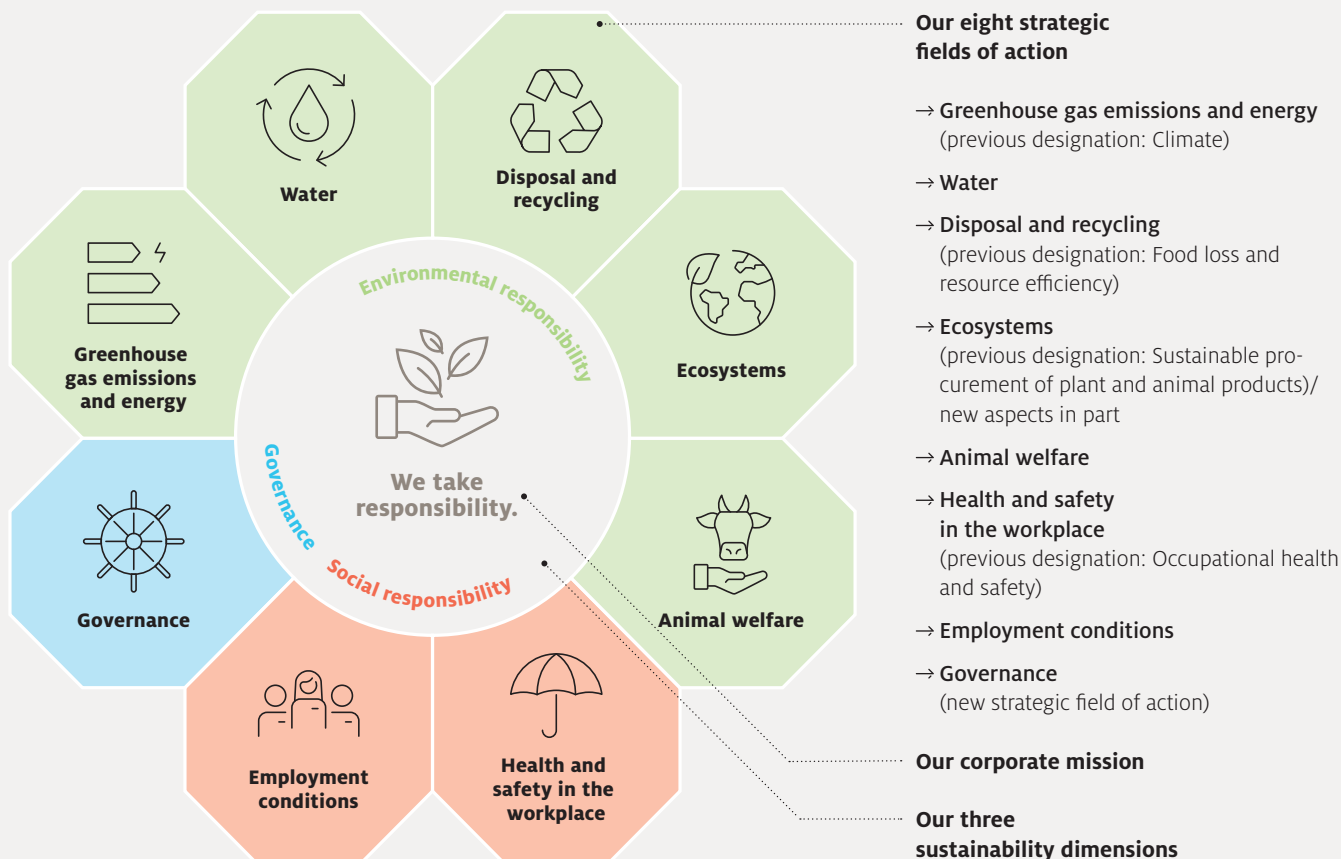 Water
Disposal and
recycling
Greenhouse
gas emissions
and energy
Ecosystems
Environmental responsibility
We take
responsibility.
Governance
Social responsibility
Governance
Animal welfare
Employment
conditions
Health and
safety in the
workplace
Our eight strategic
fields of action
→ Greenhouse gas emissions and energy
(previous designation: Climate)
→ Water
→ Disposal and recycling
(previous designation: Food loss and
resource efficiency)
→ Ecosystems
(previous designation: Sustainable pro-
curement of plant and animal products)/
new aspects in part
→ Animal welfare
→ Health and safety
in the workplace
(previous designation: Occupational health
and safety)
→ Employment conditions
→ Governance
(new strategic field of action)
Our corporate mission
Our three
sustainability dimensions